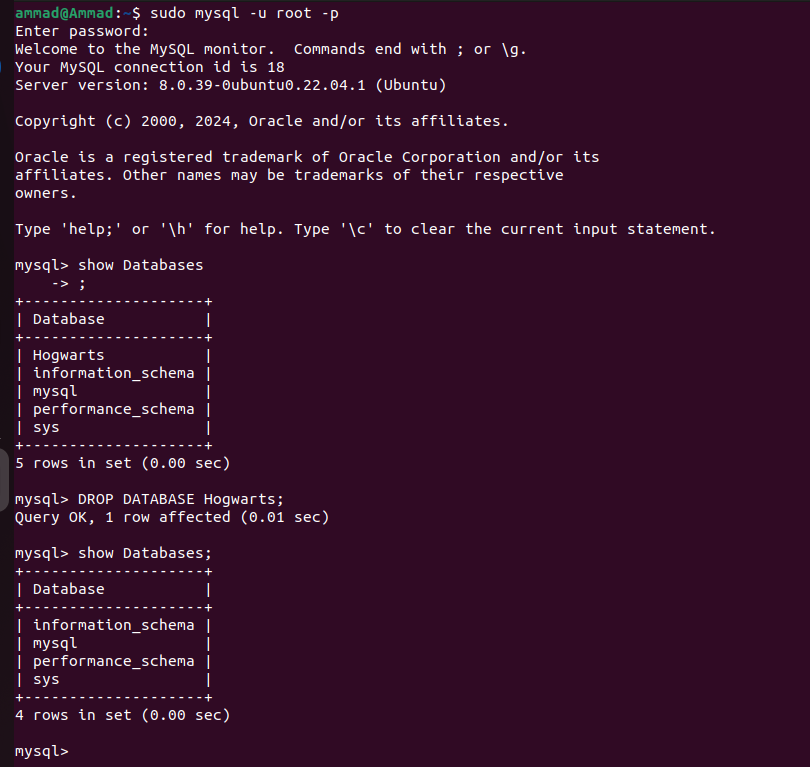 ammad@Ammad:~$ sudo mysql -u root -p
Enter password:
Welcome to the MySQL monitor.  Commands end with ; or \g.
Your MySQL connection id is 18
Server version: 8.0.39-0ubuntu0.22.04.1 (Ubuntu)

Copyright (c) 2000, 2024, Oracle and/or its affiliates.

Oracle is a registered trademark of Oracle Corporation and/or its
affiliates. Other names may be trademarks of their respective
owners.

Type 'help;' or '\h' for help. Type '\c' to clear the current input statement.

mysql> show Databases
    -> ;
+--------------------+
| Database           |
+--------------------+
| Hogwarts           |
| information_schema |
| mysql              |
| performance_schema |
| sys                |
+--------------------+
5 rows in set (0.00 sec)

mysql> DROP DATABASE Hogwarts;
Query OK, 1 row affected (0.01 sec)

mysql> show Databases;
+--------------------+
| Database           |
+--------------------+
| information_schema |
| mysql              |
| performance_schema |
| sys                |
+--------------------+
4 rows in set (0.00 sec)

mysql>